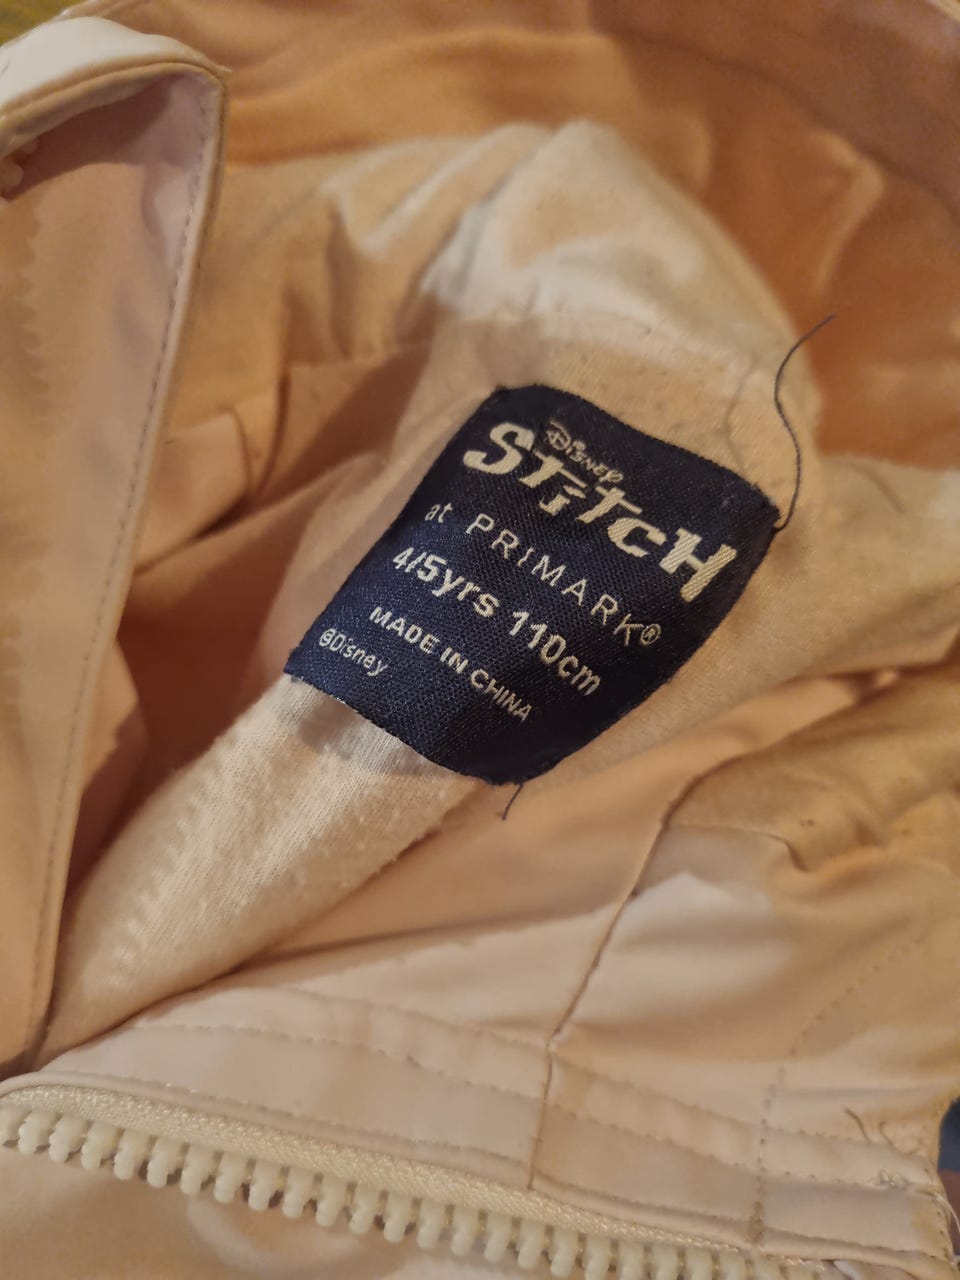 Disney
Stitch
at PRIMARK®
4/5yrs 110cm
MADE IN CHINA
@Disney